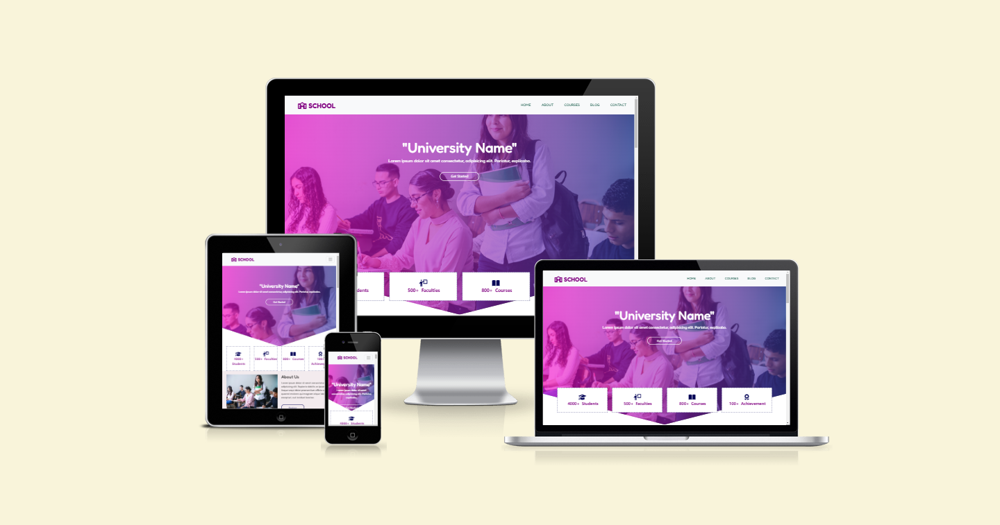 SCHOOL
HOME ABOUT COURSES BLOG CONTACT
"University Name"
Lorem ipsum dolor sit amet consectetur, adipisicing elit. Pariatur, explicabo.
Get Started
dents
500+ Faculties
800+ Courses
SCHOOL
"University Name"
Lorem ipsum dolor sit amet consectetur, adipisicing elit. Pariatur, explicabo.
Get Started
4000+
Students
500+ Faculties
800+ Courses
100+
Achievem
About Us
SCHOOL
"University Name"
Lorem ipsum dolor sit amet
consectetur, adipisicing elit. Pariatur,
explicabo.
4000+ Students
SCHOOL
HOME ABOUT COURSES BLOG CONTACT
"University Name"
Lorem ipsum dolor sit amet consectetur, adipisicing elit. Pariatur, explicabo.
Get Started
4000+ Students
500+ Faculties
800+ Courses
100+ Achievement